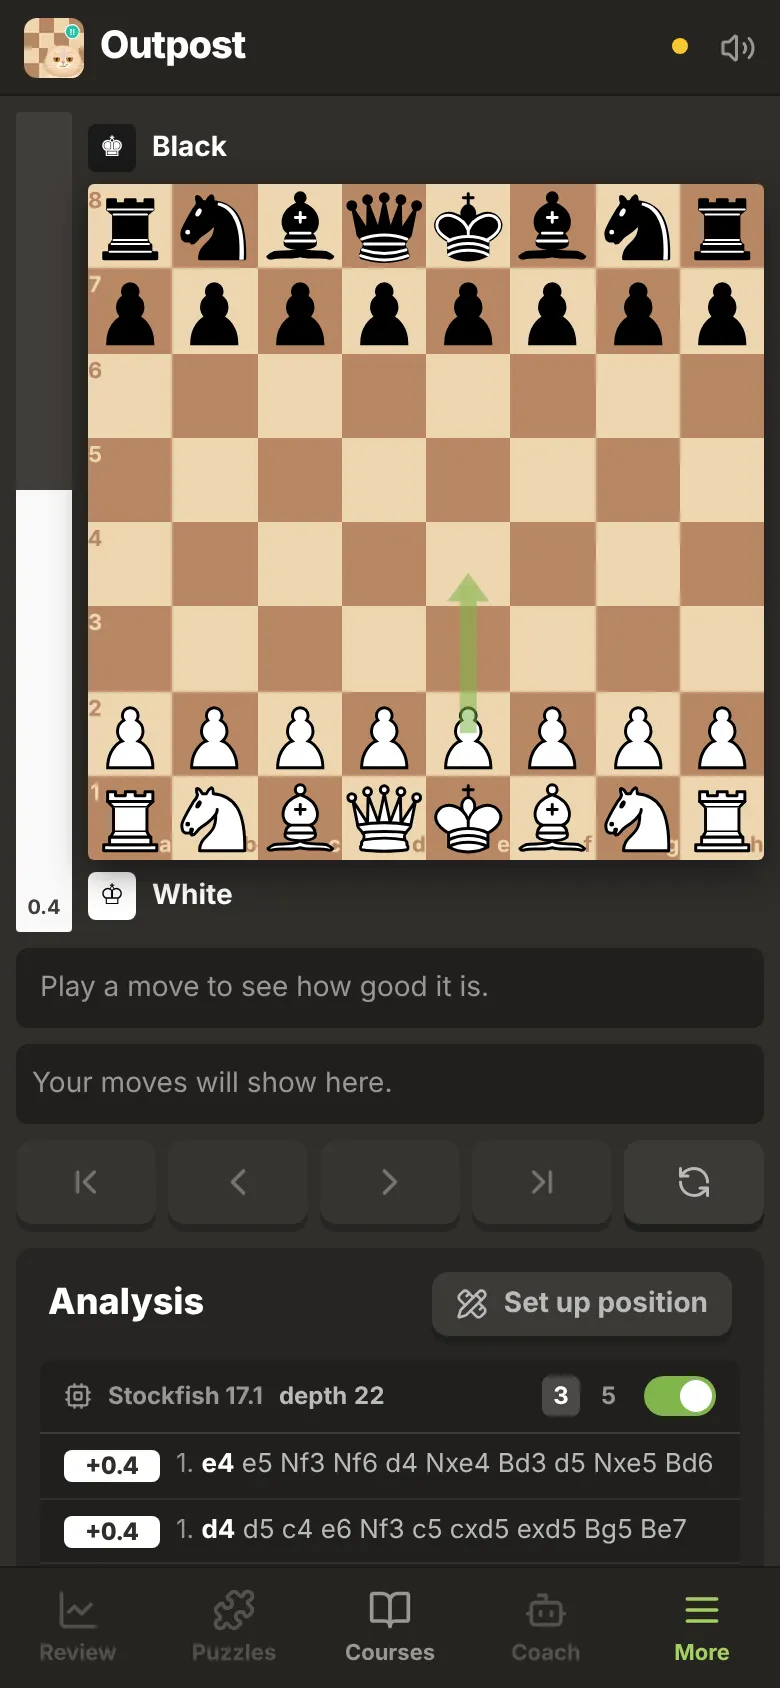 Outpost
Black
8
7
6
5
4
3
2
1
a b c d e f g h
0.4
White
Play a move to see how good it is.
Your moves will show here.
Analysis
Set up position
Stockfish 17.1 depth 22 3 5
+0.4 1. e4 e5 Nf3 Nf6 d4 Nxe4 Bd3 d5 Nxe5 Bd6
+0.4 1. d4 d5 c4 e6 Nf3 c5 cxd5 exd5 Bg5 Be7
Review Puzzles Courses Coach More